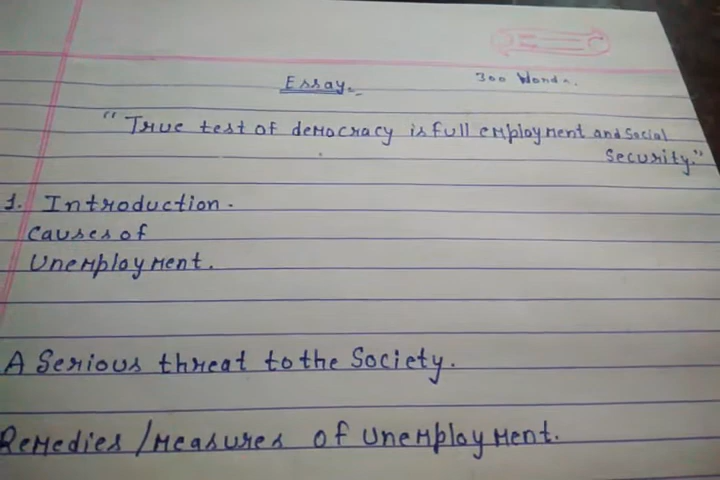 Essay.
300 Words.
"True test of democracy is full employment and Social
Security."
1. Introduction.
Causes of
Unemployment.
A Serious threat to the Society.
Remedies/Measures of Unemployment.